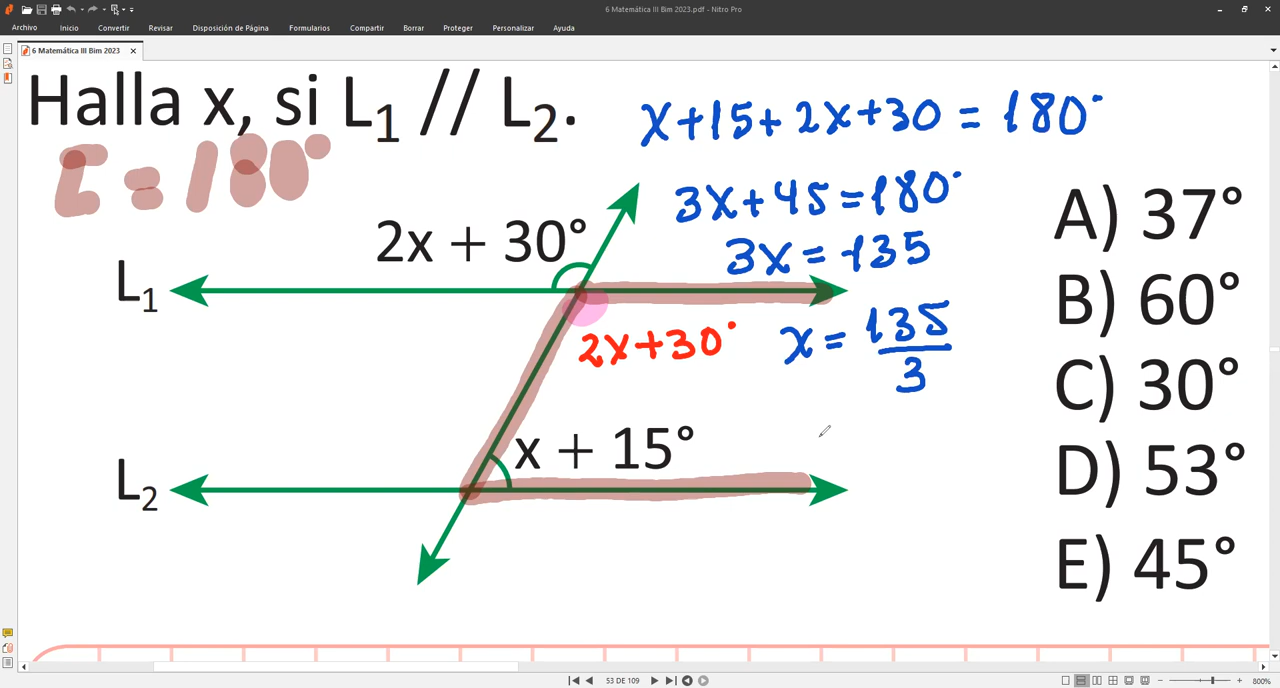 6 Matemática III Bim 2023.pdf - Nitro Pro
Archivo Inicio Convertir Revisar Disposición de Página Formularios Compartir Borrar Proteger Personalizar Ayuda
6 Matemática III Bim 2023
Halla x, si L1 // L2.
Σ = 180°
x+15+2x+30 = 180°
3x+45=180°
3x = 135
x = 135/3
2x + 30°
L1
2x+30°
x + 15°
L2
A) 37°
B) 60°
C) 30°
D) 53°
E) 45°
53 DE 109
800%